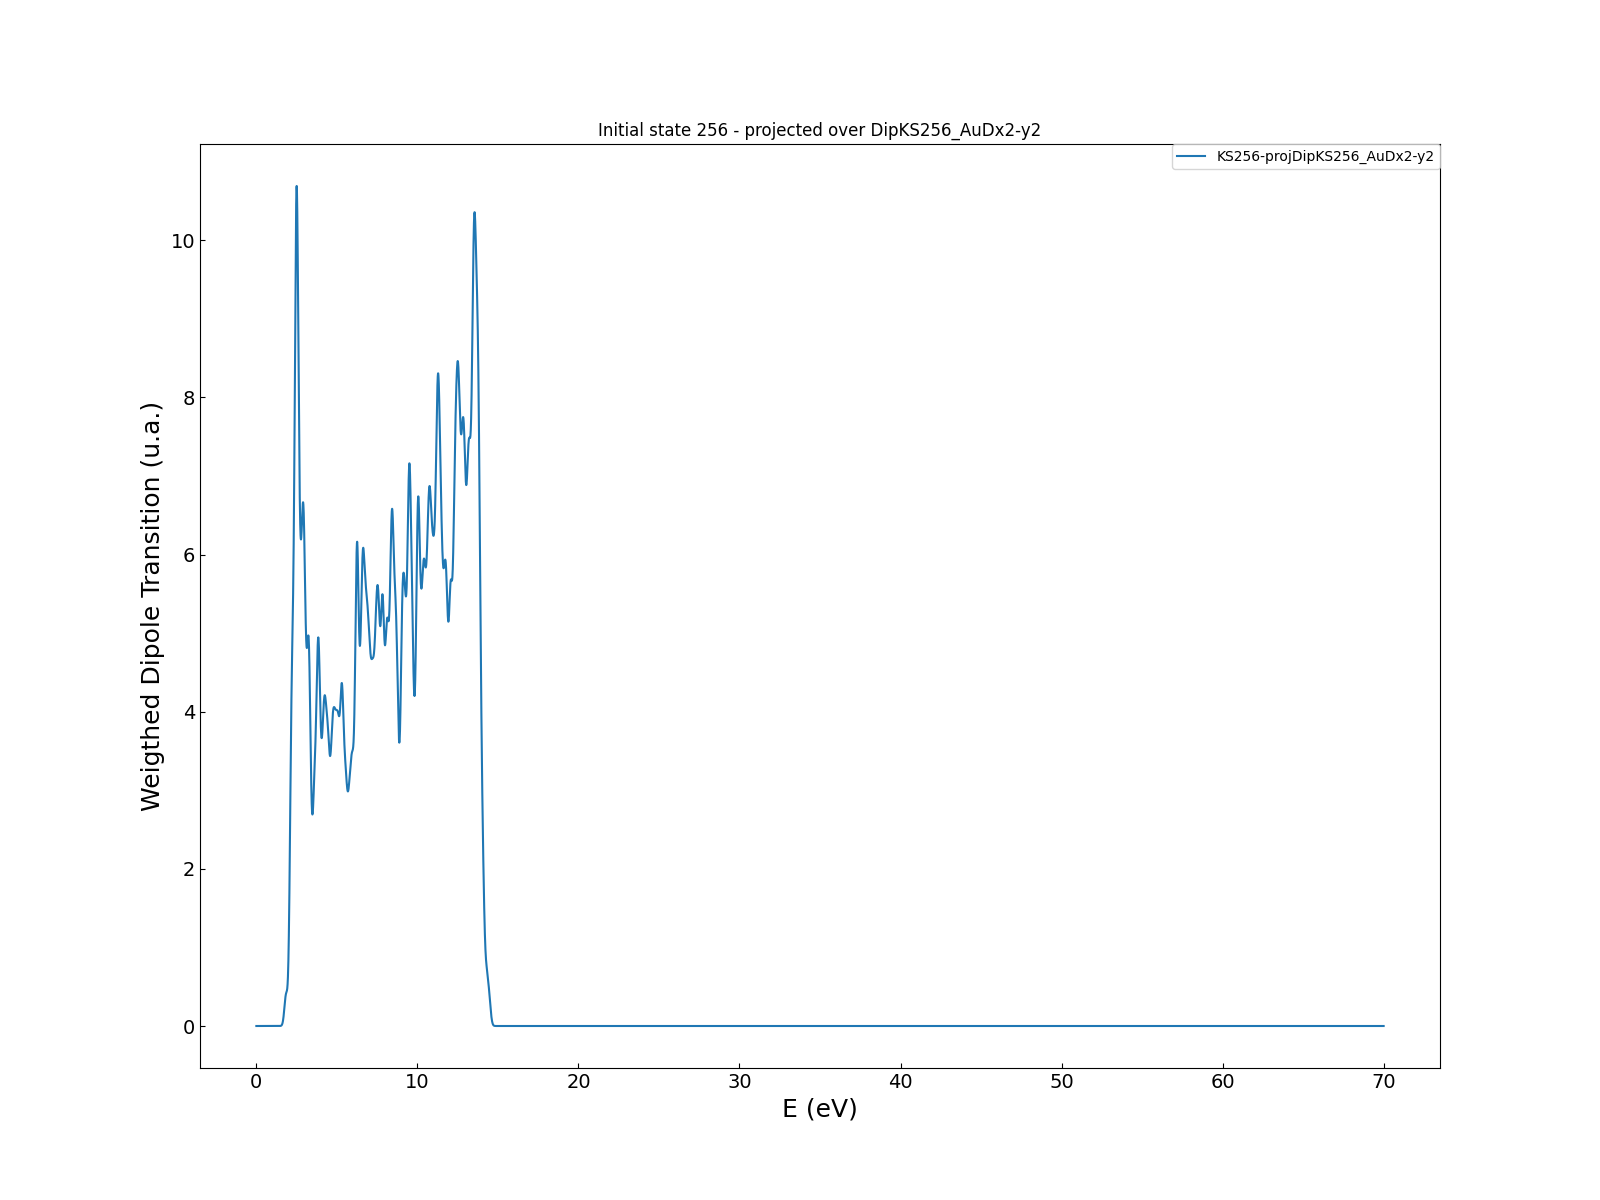 Initial state 256 - projected over DipKS256_AuDx2-y2
KS256-projDipKS256_AuDx2-y2
Weigthed Dipole Transition (u.a.)
10
8
6
4
2
0
0 10 20 30 40 50 60 70
E (eV)